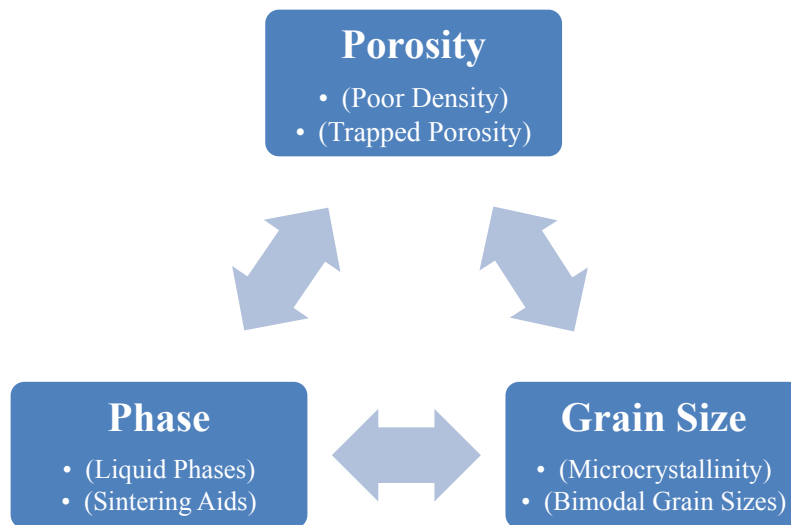 Porosity
• (Poor Density)
• (Trapped Porosity)
Phase
• (Liquid Phases)
• (Sintering Aids)
Grain Size
• (Microcrystallinity)
• (Bimodal Grain Sizes)